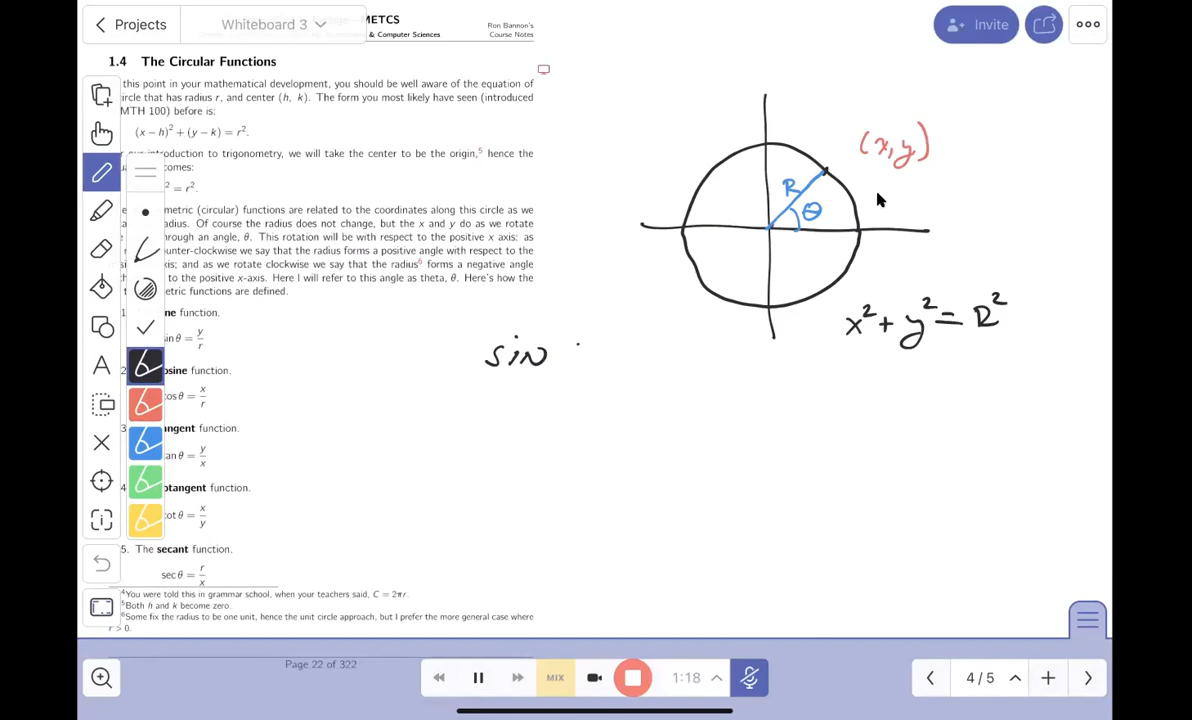 Projects
Whiteboard 3
METCS
& Computer Sciences
Ron Bannon's
Course Notes
Invite
1.4 The Circular Functions
this point in your mathematical development, you should be well aware of the equation of
ircle that has radius r, and center (h, k). The form you most likely have seen (introduced
MTH 100) before is:
(x − h)² + (y − k) = r².
introduction to trigonometry, we will take the center to be the origin,⁵ hence the
comes:
² = r².
metric (circular) functions are related to the coordinates along this circle as we
adius. Of course the radius does not change, but the x and y do as we rotate
hrough an angle, θ. This rotation will be with respect to the positive x axis: as
unter-clockwise we say that the radius forms a positive angle with respect to the
xis; and as we rotate clockwise we say that the radius⁶ forms a negative angle
to the positive x-axis. Here I will refer to this angle as theta, θ. Here's how the
metric functions are defined.
1
ne function.
in θ = y/r
2
osine function.
cos θ = x/r
3
angent function.
an θ = y/x
4
otangent function.
cot θ = x/y
5. The secant function.
sec θ = r/x
⁴You were told this in grammar school, when your teachers said, C = 2πr.
⁵Both h and k become zero.
⁶Some fix the radius to be one unit, hence the unit circle approach, but I prefer the more general case where
r > 0.
Page 22 of 322
(x, y)
R
θ
x² + y² = R²
sin
MIX
1:18
4 / 5